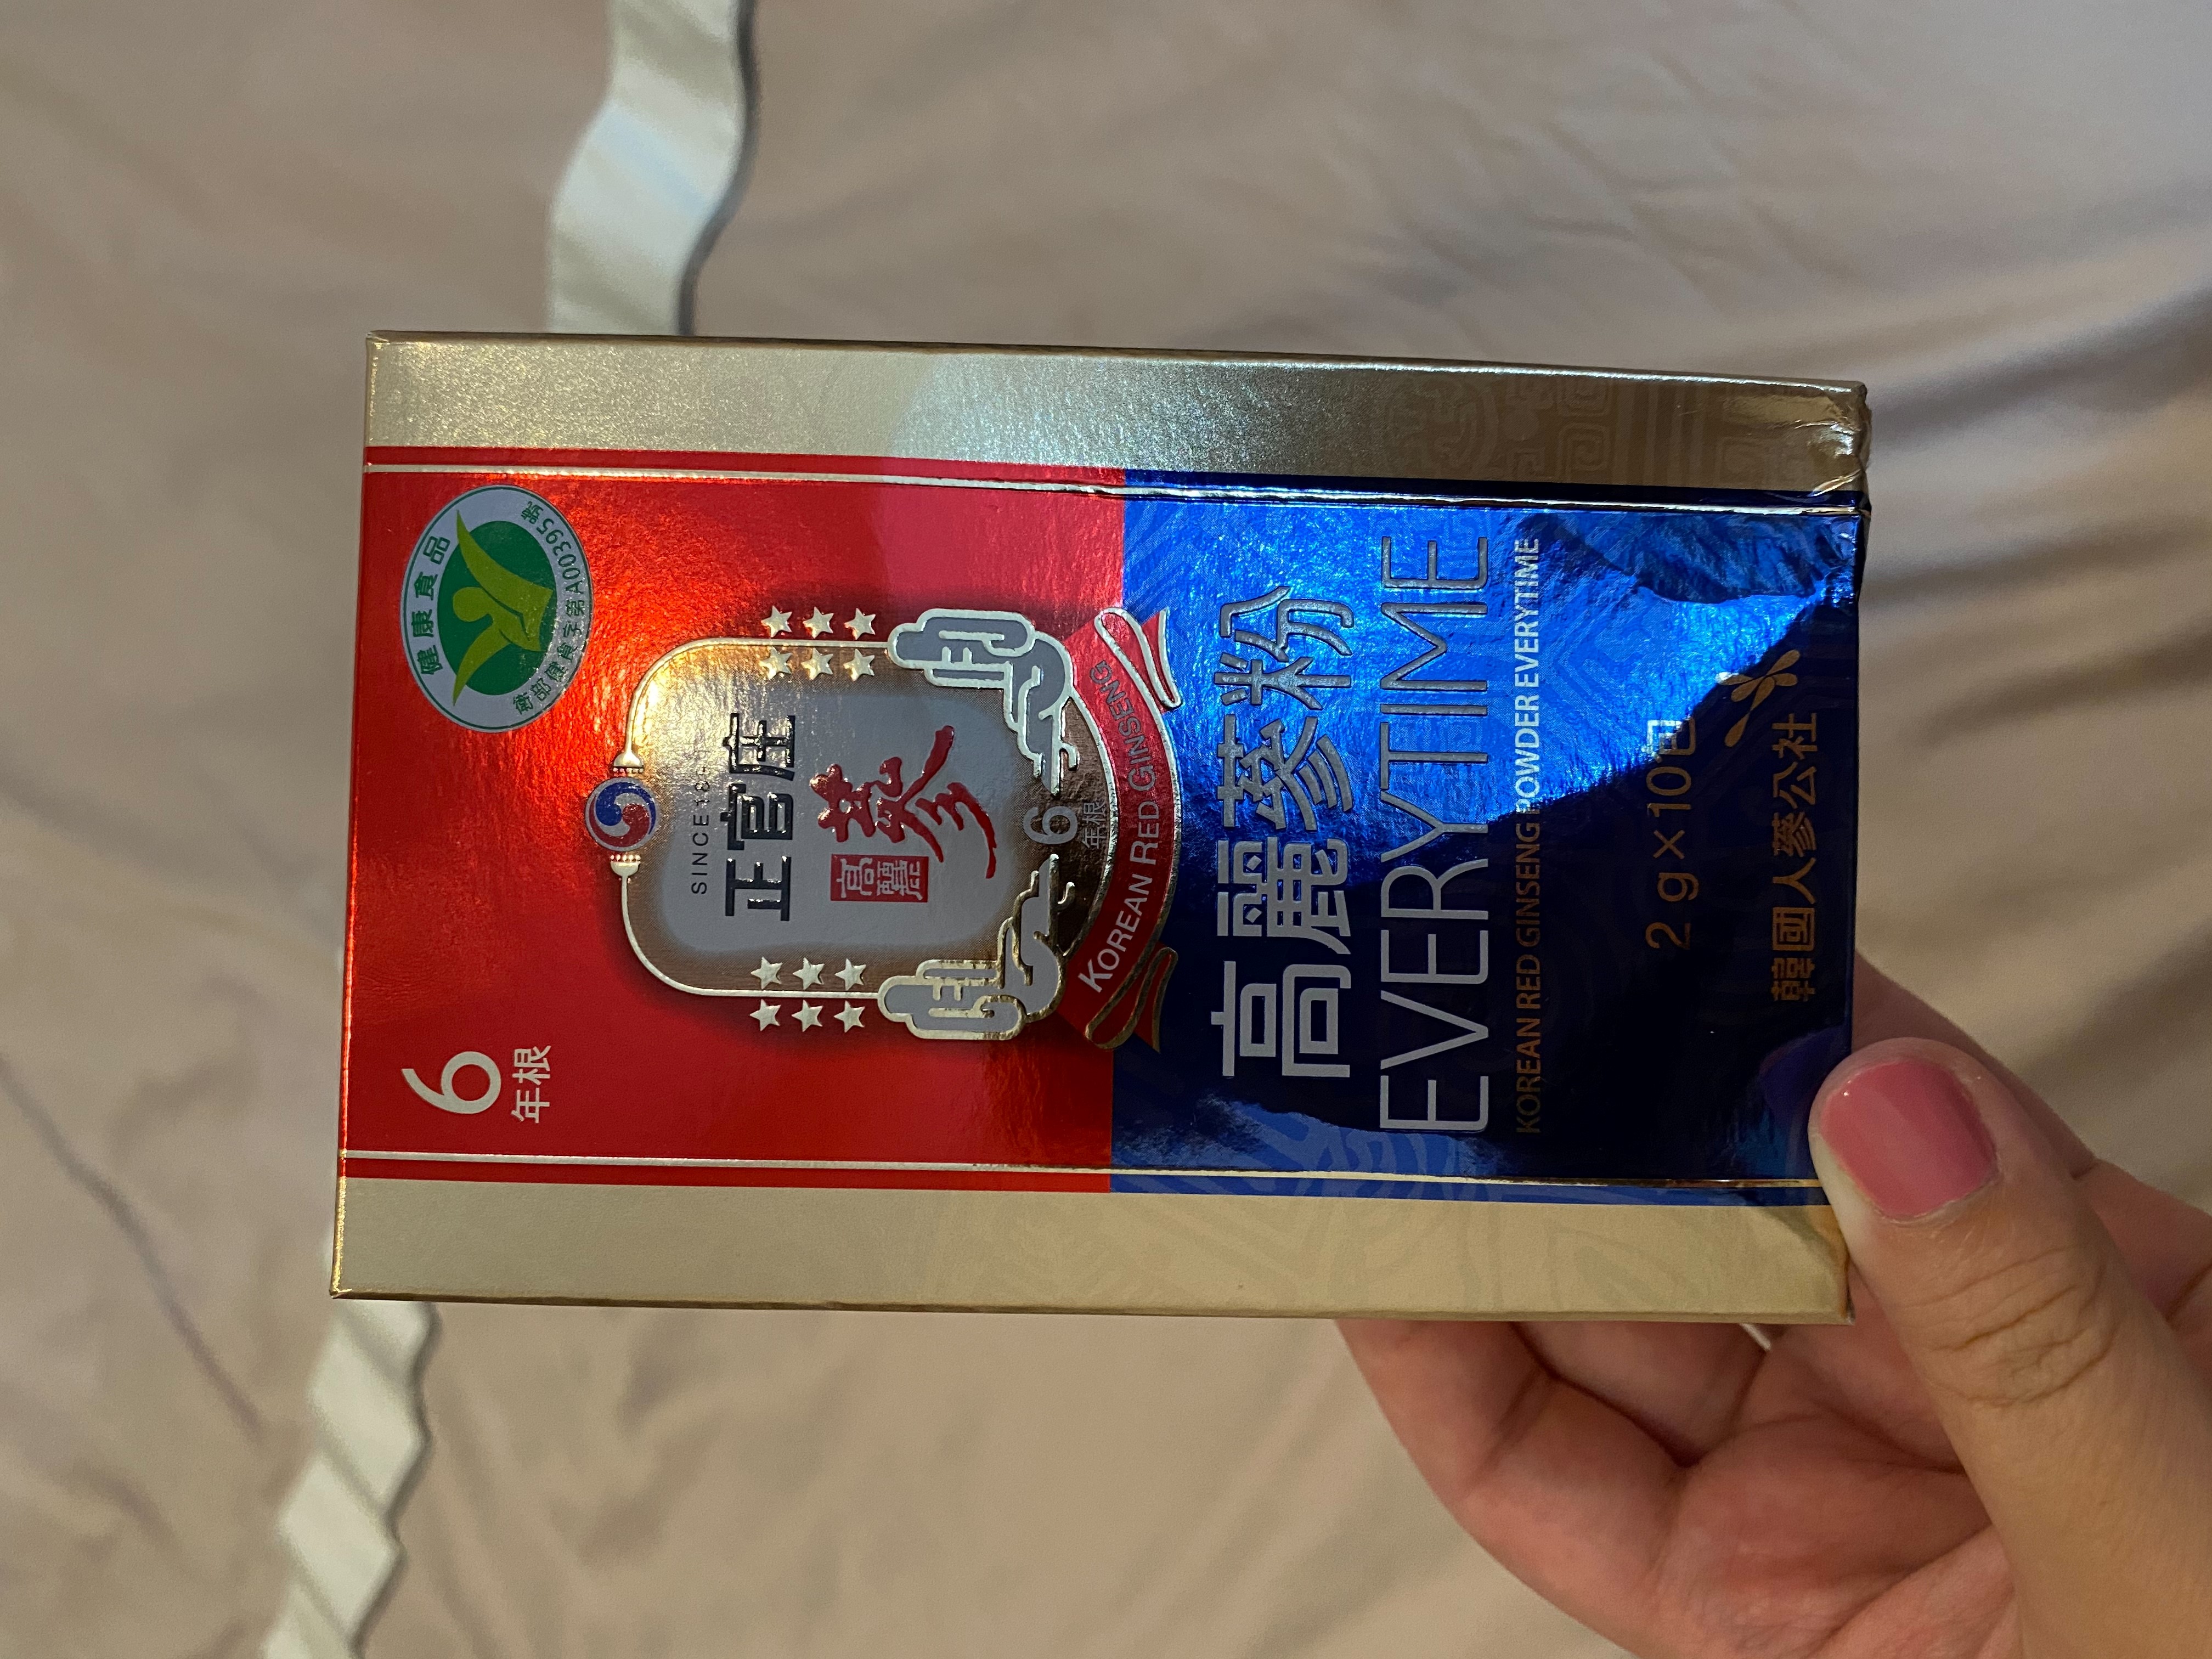 6
年根
健康食品
衛部健食字第A00395號
SINCE
正官庄
高麗
蔘
6
年根
KOREAN RED GINSENG
高麗蔘粉
EVERYTIME
KOREAN RED GINSENG POWDER EVERYTIME
2 g×10包
韓國人蔘公社